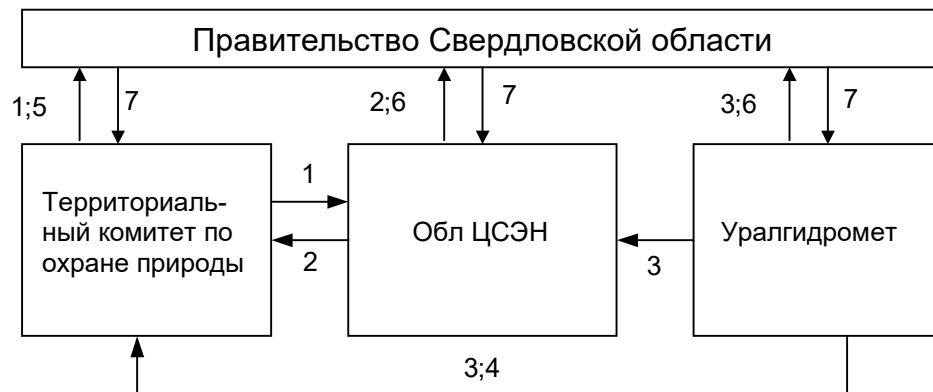 Правительство Свердловской области
1;5
7
2;6
7
3;6
7
Территориаль-
ный комитет по
охране природы
1
2
Обл ЦСЭН
3
Уралгидромет
3;4